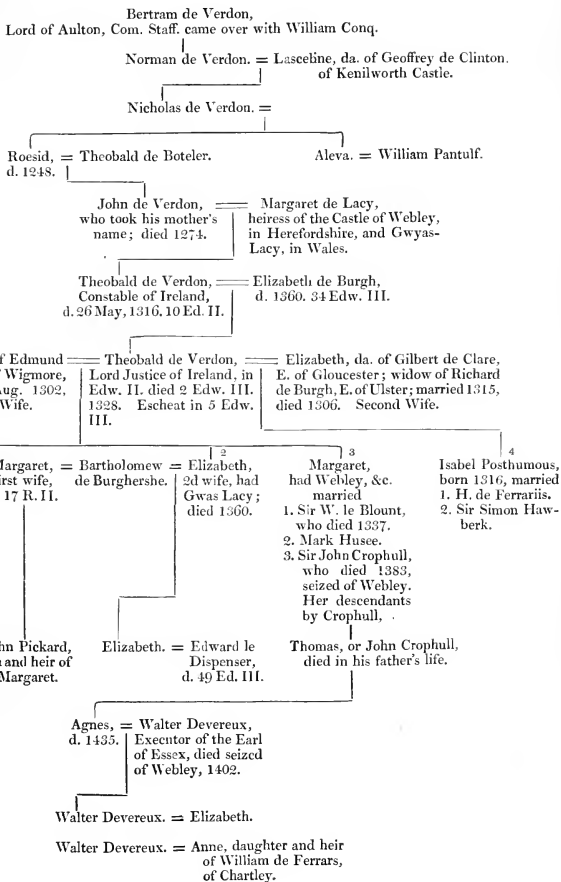 Bertram de Verdon,
Lord of Aulton, Com. Staff. came over with William Conq.
Norman de Verdon. = Lasceline, da. of Geoffrey de Clinton.
of Kenilworth Castle.
Nicholas de Verdon. =
Roesid, = Theobald de Boteler.
d. 1248.
Aleva. = William Pantulf.
John de Verdon,
who took his mother's
name; died 1274.
Margaret de Lacy,
heiress of the Castle of Webley,
in Herefordshire, and Gwyas-
Lacy, in Wales.
Theobald de Verdon,
Constable of Ireland,
d. 26 May, 1316. 10 Ed. II.
Elizabeth de Burgh,
d. 1360. 34 Edw. III.
f Edmund
Wigmore,
ug. 1302,
Wife.
Theobald de Verdon,
Lord Justice of Ireland, in
Edw. II. died 2 Edw. III.
1328. Escheat in 5 Edw.
III.
Elizabeth, da. of Gilbert de Clare,
E. of Gloucester; widow of Richard
de Burgh, E. of Ulster; married 1315,
died 1306. Second Wife.
Margaret,
irst wife,
17 R. II.
= Bartholomew =
de Burghershe.
2
Elizabeth,
2d wife, had
Gwas Lacy;
died 1360.
3
Margaret,
had Webley, &c.
married
1. Sir W. le Blount,
who died 1337.
2. Mark Husee.
3. Sir John Crophull,
who died 1383,
seized of Webley.
Her descendants
by Crophull,
4
Isabel Posthumous,
born 1316, married
1. H. de Ferrariis.
2. Sir Simon Haw-
berk.
hn Pickard,
and heir of
Margaret.
Elizabeth. = Edward le
Dispenser,
d. 49 Ed. III.
Thomas, or John Crophull,
died in his father's life.
Agnes, = Walter Devereux,
d. 1435.
Executor of the Earl
of Essex, died seized
of Webley, 1402.
Walter Devereux. = Elizabeth.
Walter Devereux. = Anne, daughter and heir
of William de Ferrars,
of Chartley.